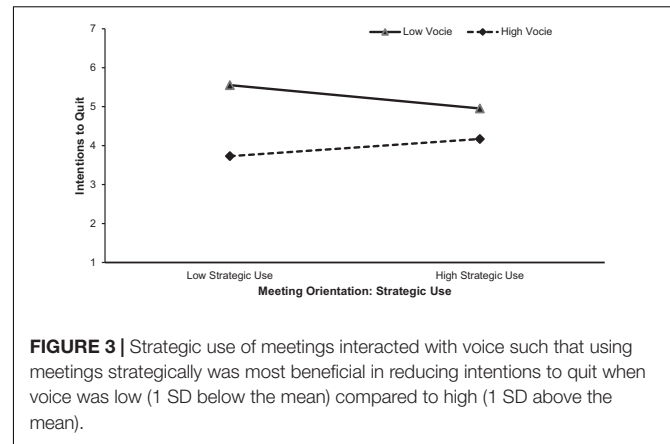 7
Low Vocie
High Vocie
6
5
4
3
2
1
Intentions to Quit
Low Strategic Use
High Strategic Use
Meeting Orientation: Strategic Use
FIGURE 3 | Strategic use of meetings interacted with voice such that using
meetings strategically was most beneficial in reducing intentions to quit when
voice was low (1 SD below the mean) compared to high (1 SD above the
mean).